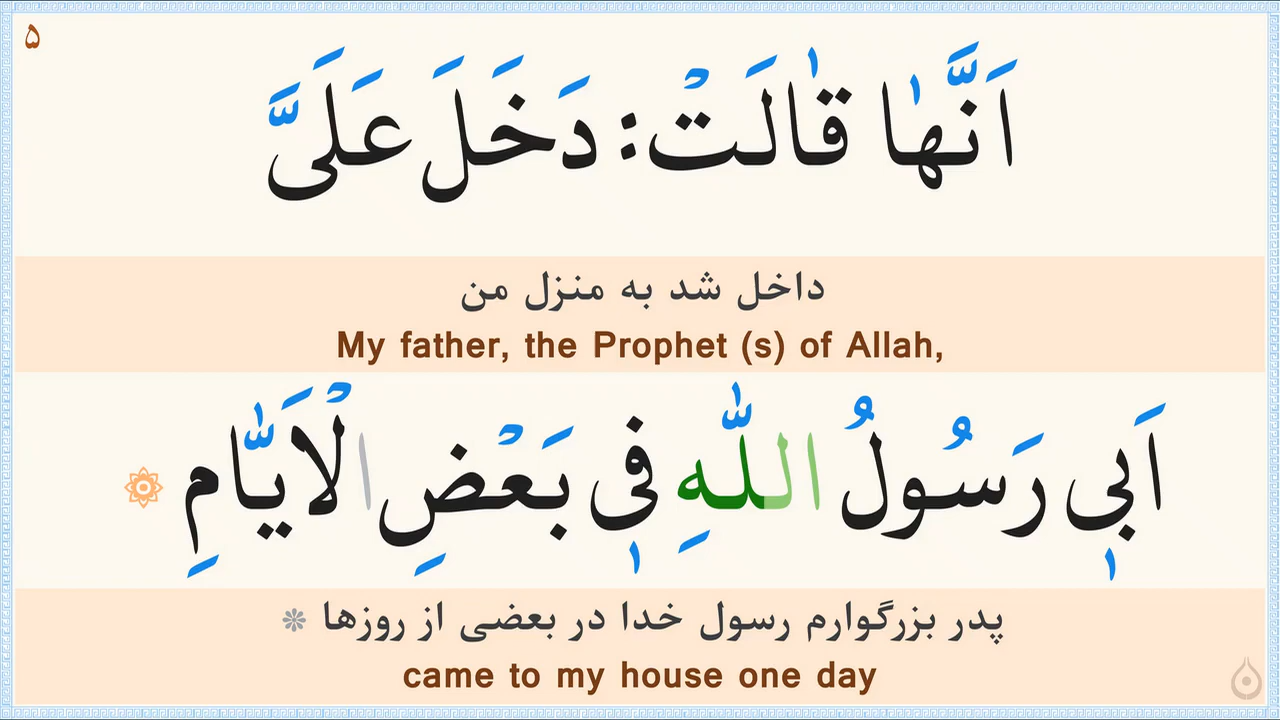 ۵
اَنَّهٰا قٰالَتْ: دَخَلَ عَلَىَّ
داخل شد به منزل من
My father, the Prophet (s) of Allah,
اَبٖي رَسُولُ اللّٰهِ فٖي بَعْضِ الْاَيّٰامِ
پدر بزرگوارم رسول خدا در بعضی از روزها *
came to my house one day